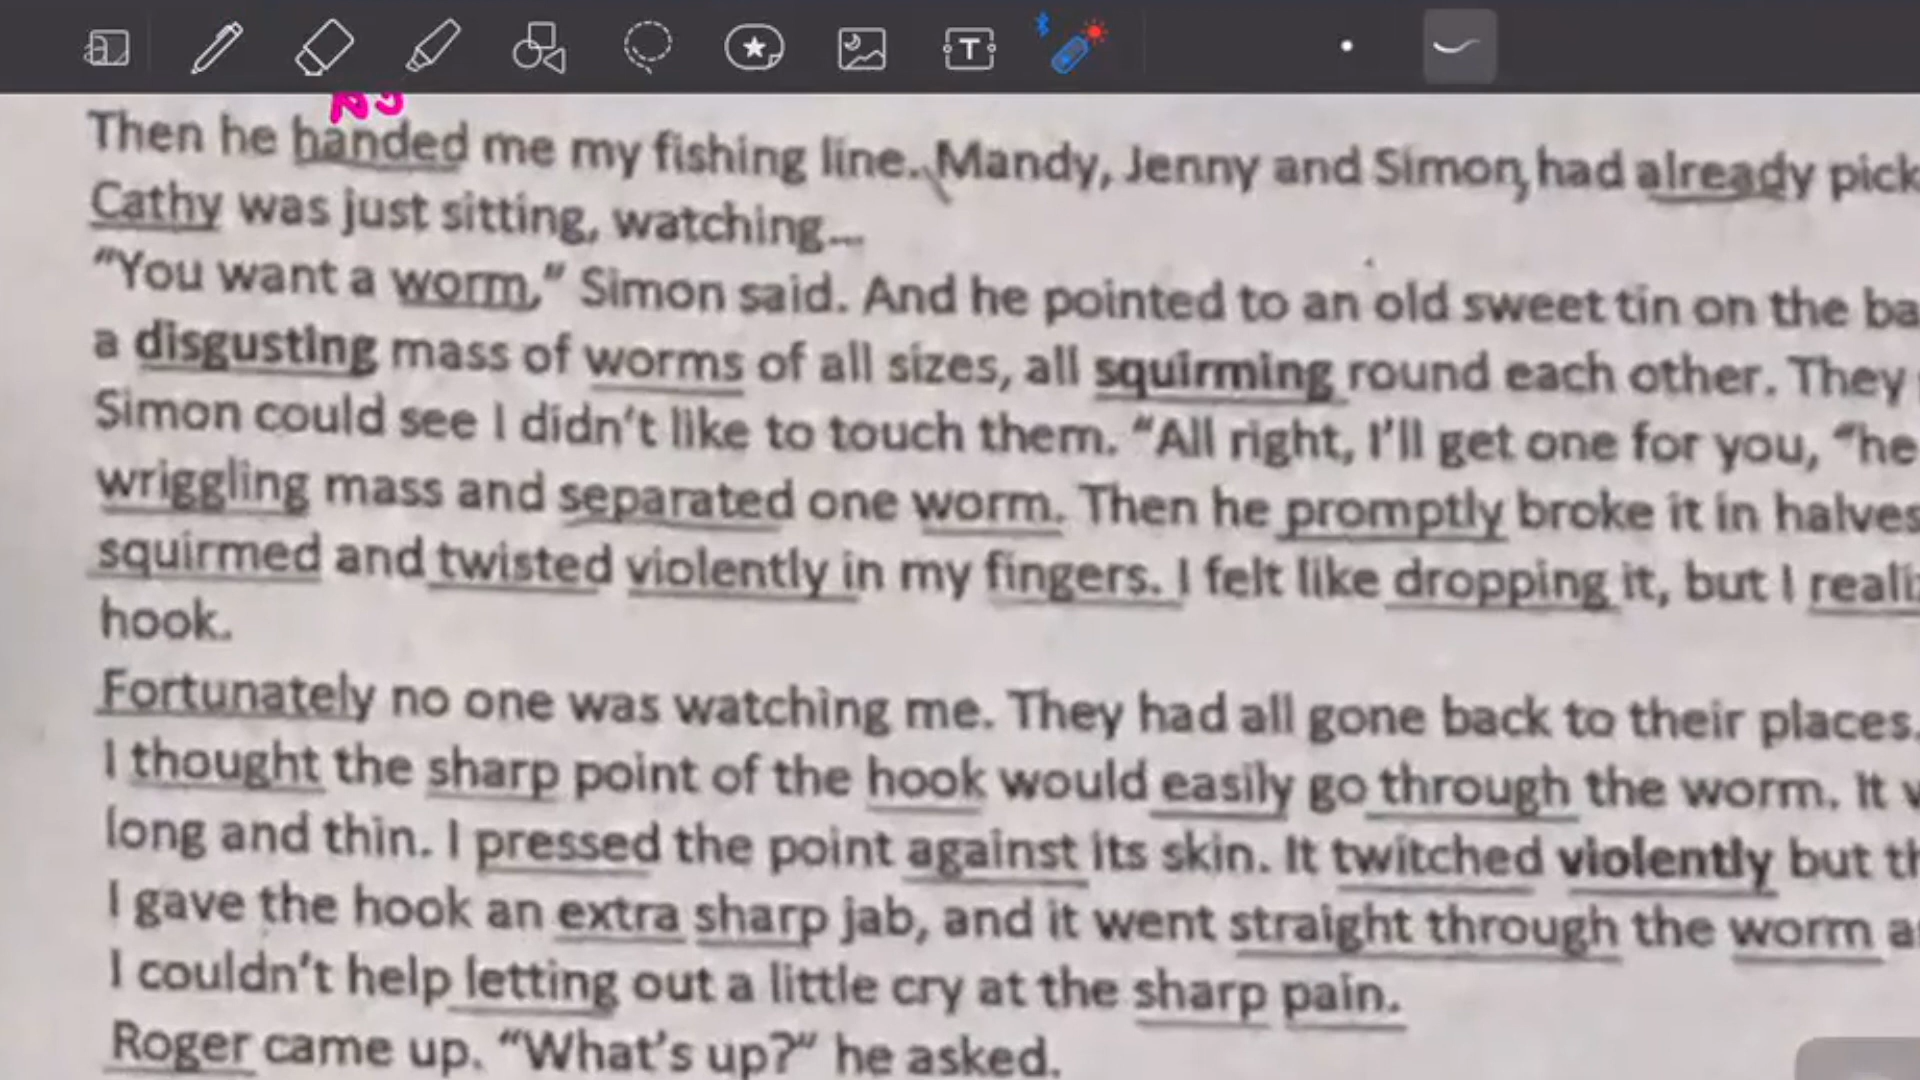 Then he handed me my fishing line. Mandy, Jenny and Simon, had already pick
Cathy was just sitting, watching...
"You want a worm," Simon said. And he pointed to an old sweet tin on the ba
a disgusting mass of worms of all sizes, all squirming round each other. They
Simon could see I didn't like to touch them. "All right, I'll get one for you, "he
wriggling mass and separated one worm. Then he promptly broke it in halves
squirmed and twisted violently in my fingers. I felt like dropping it, but I reali
hook.
Fortunately no one was watching me. They had all gone back to their places.
I thought the sharp point of the hook would easily go through the worm. It w
long and thin. I pressed the point against its skin. It twitched violently but th
I gave the hook an extra sharp jab, and it went straight through the worm a
I couldn't help letting out a little cry at the sharp pain.
Roger came up. "What's up?" he asked.